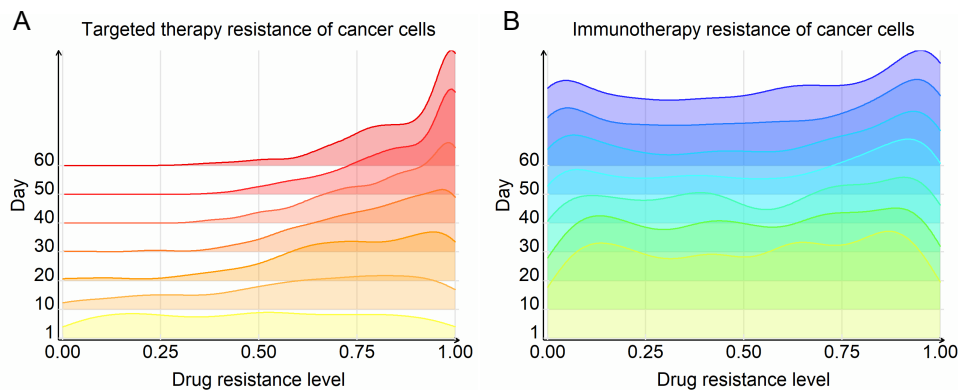 A
Targeted therapy resistance of cancer cells
Day
60
50
40
30
20
10
1
0.00 0.25 0.50 0.75 1.00
Drug resistance level
B
Immunotherapy resistance of cancer cells
Day
60
50
40
30
20
10
1
0.00 0.25 0.50 0.75 1.00
Drug resistance level